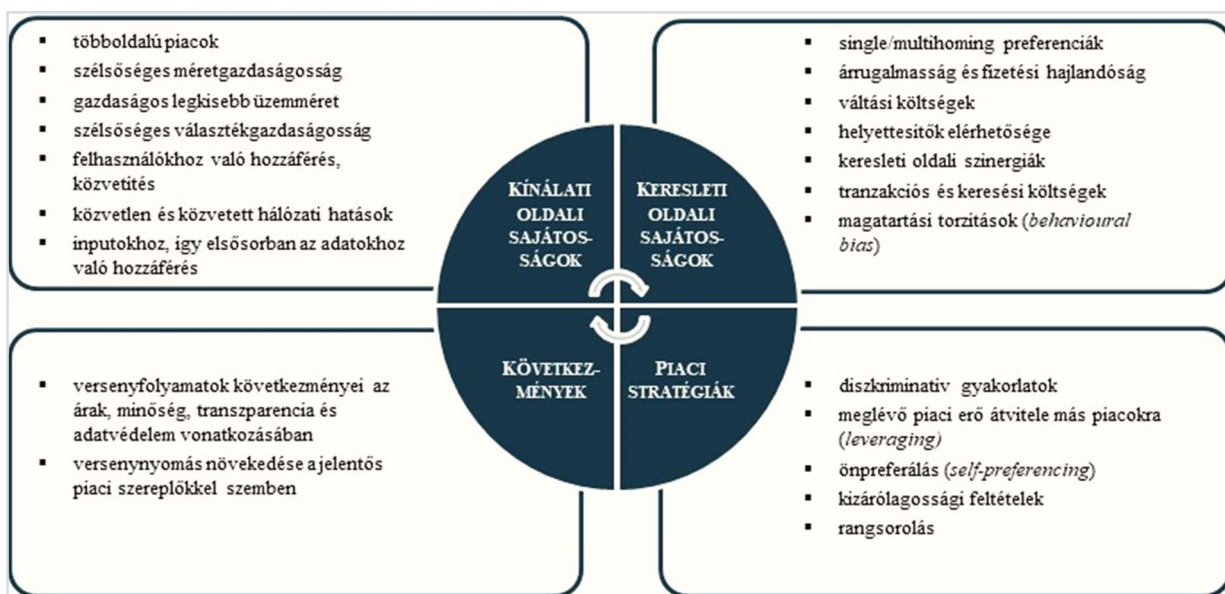 ▪ többoldalú piacok
▪ szélsőséges méretgazdaságosság
▪ gazdaságos legkisebb üzemméret
▪ szélsőséges választékgazdaságosság
▪ felhasználókhoz való hozzáférés,
közvetítés
▪ közvetlen és közvetett hálózati hatások
▪ inputokhoz, így elsősorban az adatokhoz
való hozzáférés
▪ single/multihoming preferenciák
▪ árrugalmasság és fizetési hajlandóság
▪ váltási költségek
▪ helyettesítők elérhetősége
▪ keresleti oldali szinergiák
▪ tranzakciós és keresési költségek
▪ magatartási torzítások (behavioural
bias)
KÍNÁLATI
OLDALI
SAJÁTOS-
SÁGOK
KERESLETI
OLDALI
SAJÁTOS-
SÁGOK
KÖVETKEZ-
MÉNYEK
PIACI
STRATÉGIÁK
▪ versenyfolyamatok következményei az
árak, minőség, transzparencia és
adatvédelem vonatkozásában
▪ versenynyomás növekedése a jelentős
piaci szereplőkkel szemben
▪ diszkriminatív gyakorlatok
▪ meglévő piaci erő átvitele más piacokra
(leveraging)
▪ önpreferálás (self-preferencing)
▪ kizárólagossági feltételek
▪ rangsorolás